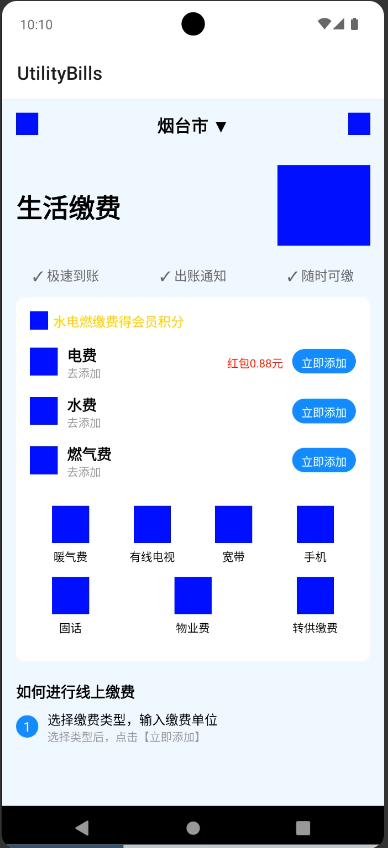 10:10
UtilityBills
烟台市 ▼
生活缴费
✓极速到账 ✓出账通知 ✓随时可缴
水电燃缴费得会员积分
电费
去添加
红包0.88元 立即添加
水费
去添加
立即添加
燃气费
去添加
立即添加
暖气费 有线电视 宽带 手机
固话 物业费 转供缴费
如何进行线上缴费
1 选择缴费类型，输入缴费单位
选择类型后，点击【立即添加】